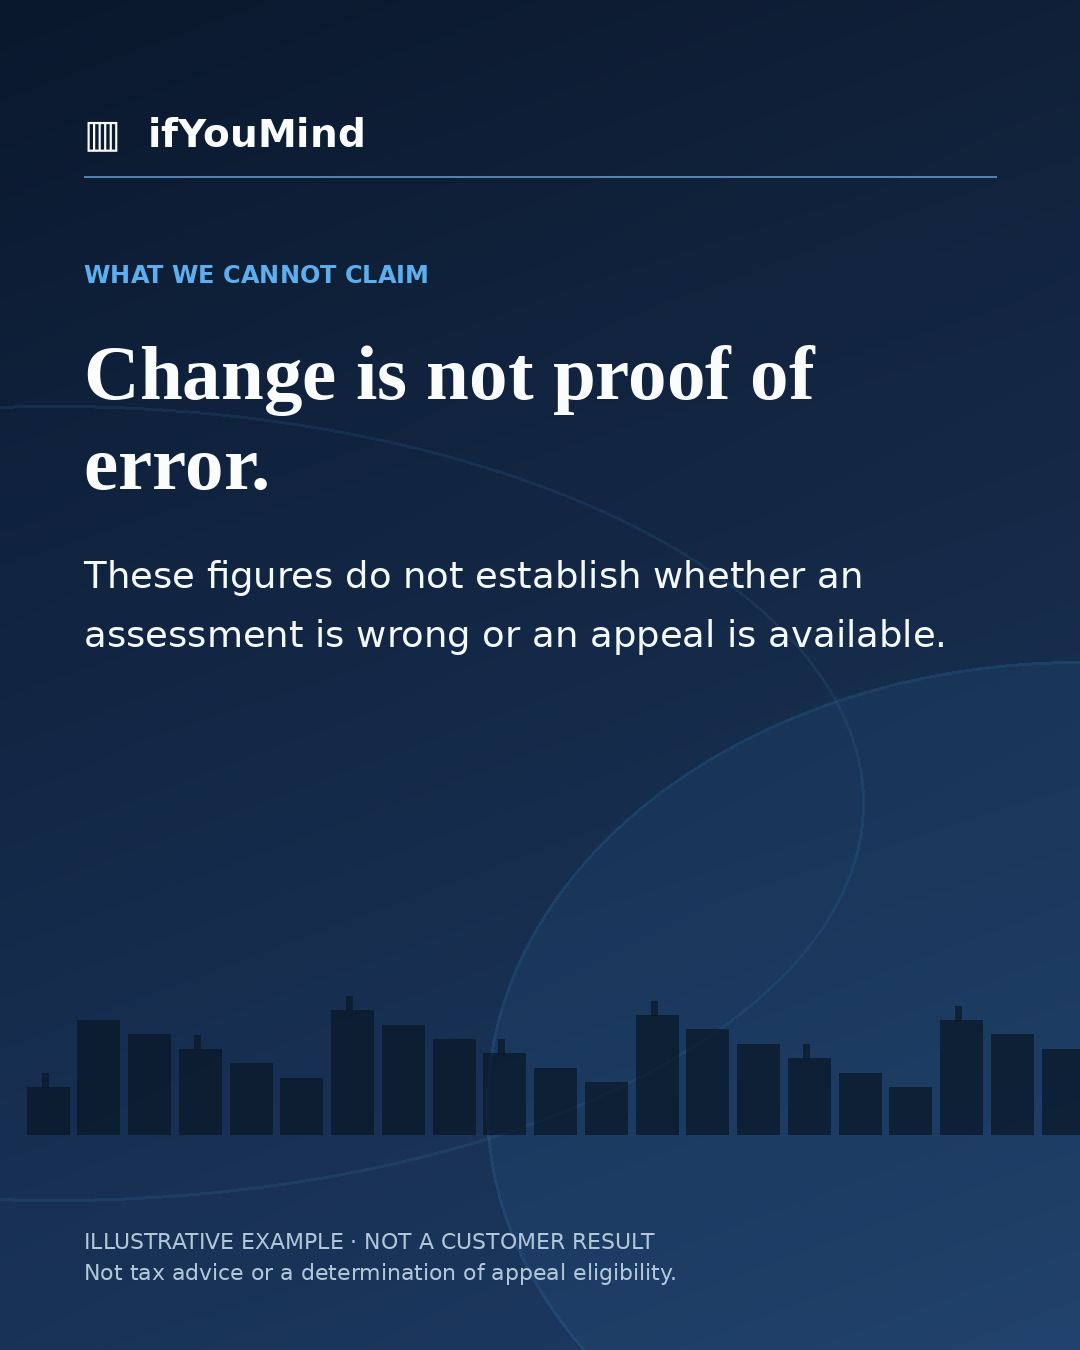 ifYouMind
WHAT WE CANNOT CLAIM
Change is not proof of
error.
These figures do not establish whether an
assessment is wrong or an appeal is available.
ILLUSTRATIVE EXAMPLE · NOT A CUSTOMER RESULT
Not tax advice or a determination of appeal eligibility.